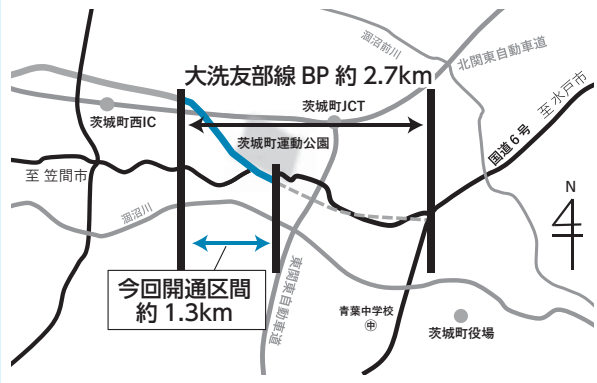 涸沼前川
北関東自動車道
大洗友部線 BP 約 2.7km
至 水戸市
茨城町西IC
茨城町JCT
国道6号
茨城町運動公園
至 笠間市
N
涸沼川
今回開通区間
約 1.3km
東関東自動車道
青葉中学校
中
茨城町役場